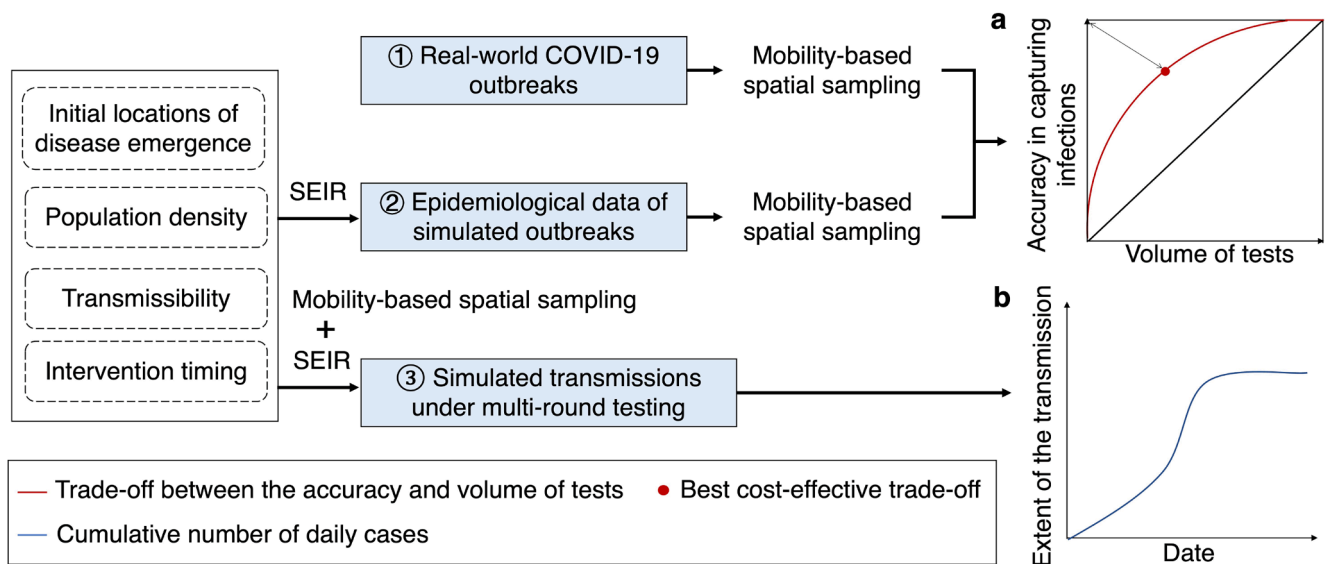 Initial locations of
disease emergence
Population density
Transmissibility
Intervention timing
SEIR
① Real-world COVID-19
outbreaks
Mobility-based
spatial sampling
② Epidemiological data of
simulated outbreaks
Mobility-based
spatial sampling
Mobility-based spatial sampling
+
SEIR
③ Simulated transmissions
under multi-round testing
a
Accuracy in capturing
infections
Volume of tests
b
Extent of the transmission
Date
Trade-off between the accuracy and volume of tests
Best cost-effective trade-off
Cumulative number of daily cases